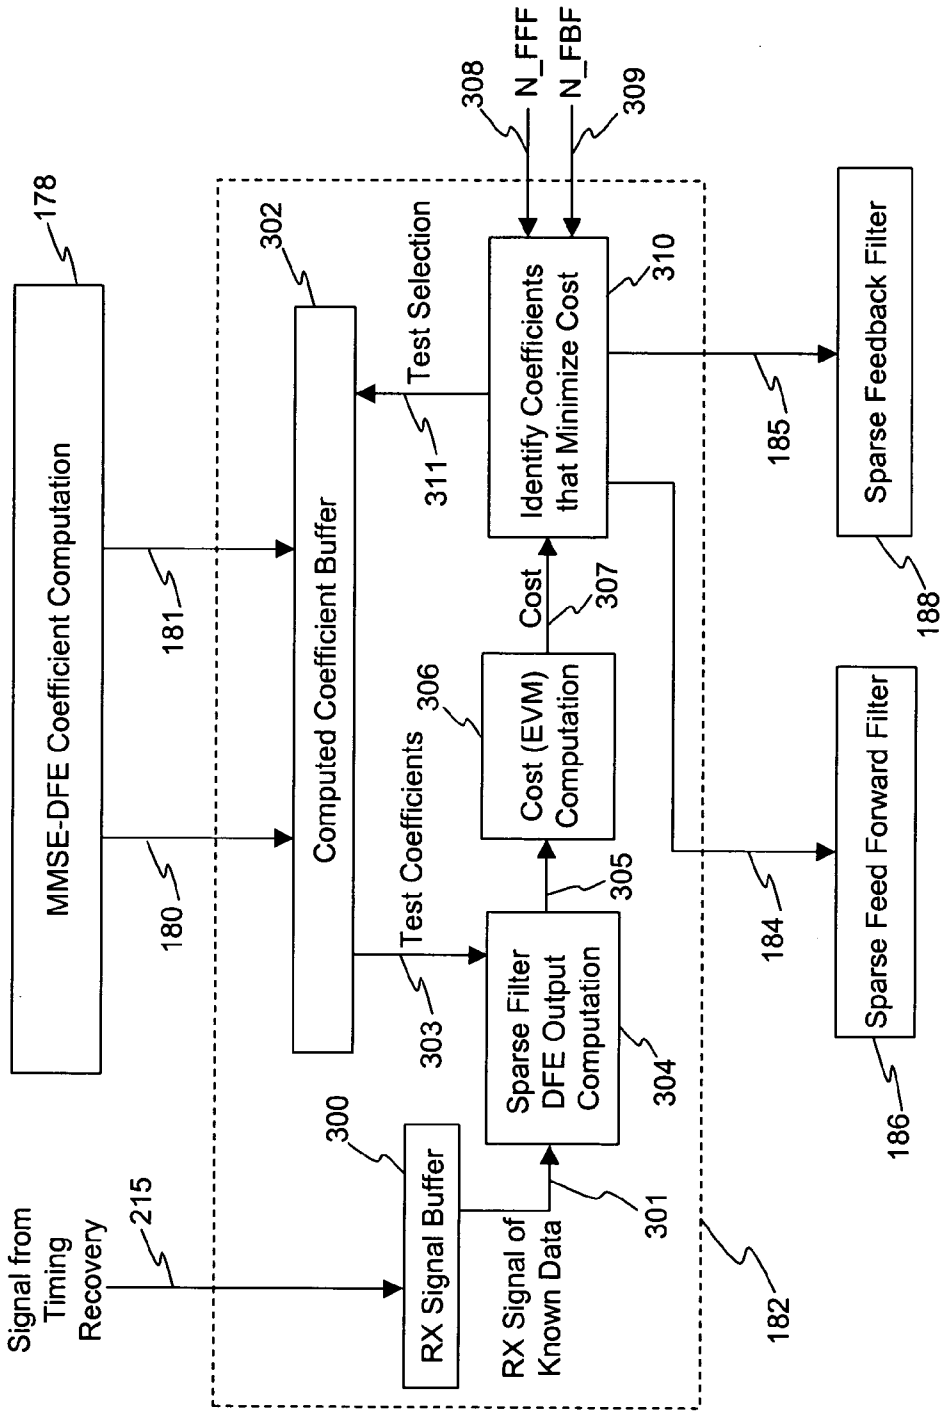 Signal from
Timing
Recovery
215
MMSE-DFE Coefficient Computation
178
180
181
302
Computed Coefficient Buffer
300
RX Signal Buffer
303
Test Coefficients
311
Test Selection
308
N_FFF
N_FBF
309
RX Signal of
Known Data
301
Sparse Filter
DFE Output
Computation
304
305
306
Cost (EVM)
Computation
Cost
307
Identify Coefficients
that Minimize Cost
310
182
184
185
Sparse Feed Forward Filter
186
Sparse Feedback Filter
188